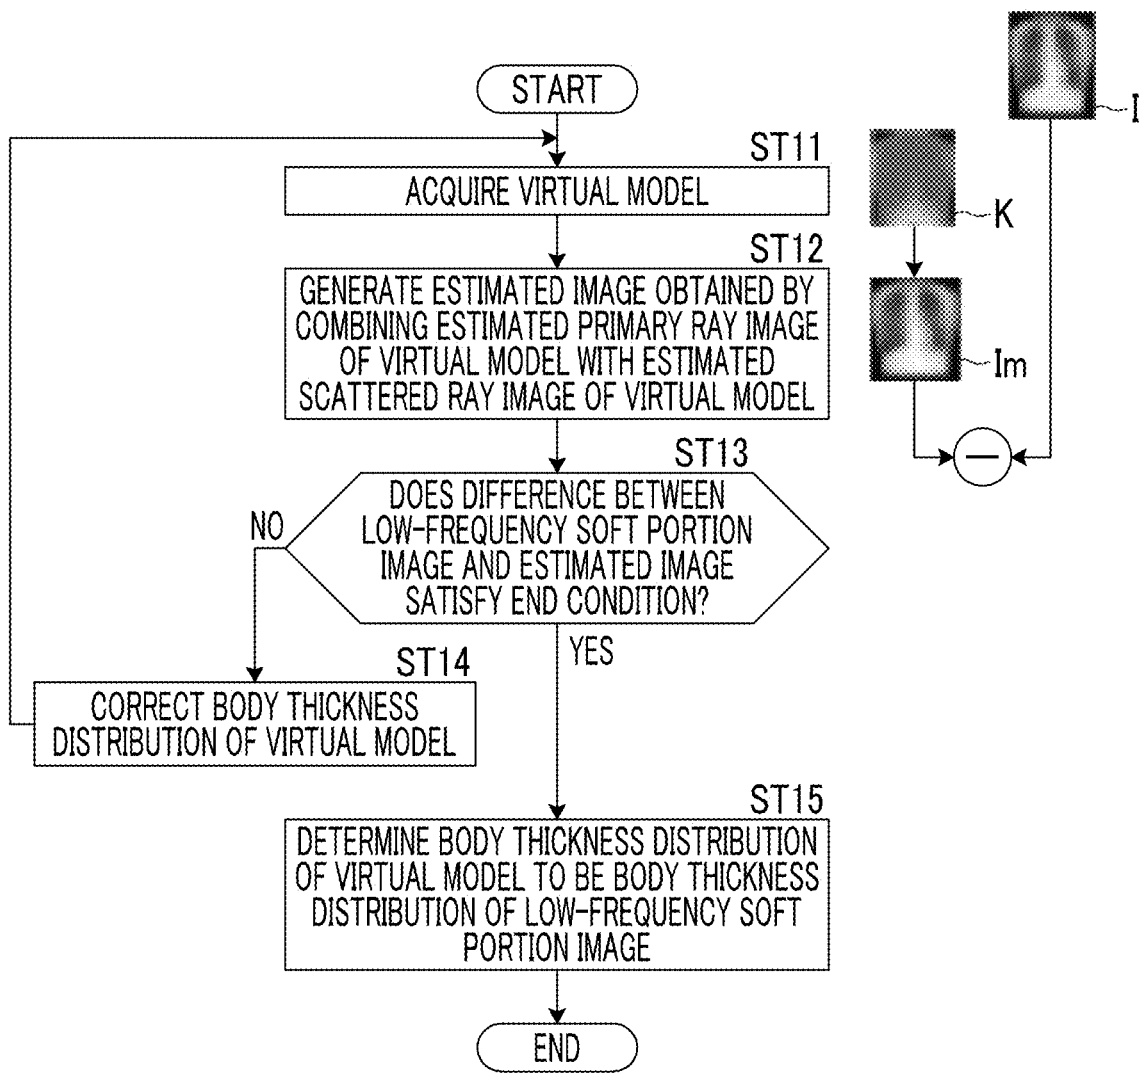 START
ST11
ACQUIRE VIRTUAL MODEL
I
K
ST12
GENERATE ESTIMATED IMAGE OBTAINED BY
COMBINING ESTIMATED PRIMARY RAY IMAGE
OF VIRTUAL MODEL WITH ESTIMATED
SCATTERED RAY IMAGE OF VIRTUAL MODEL
Im
ST13
DOES DIFFERENCE BETWEEN
LOW-FREQUENCY SOFT PORTION
IMAGE AND ESTIMATED IMAGE
SATISFY END CONDITION?
NO
YES
ST14
CORRECT BODY THICKNESS
DISTRIBUTION OF VIRTUAL MODEL
ST15
DETERMINE BODY THICKNESS DISTRIBUTION
OF VIRTUAL MODEL TO BE BODY THICKNESS
DISTRIBUTION OF LOW-FREQUENCY SOFT
PORTION IMAGE
END